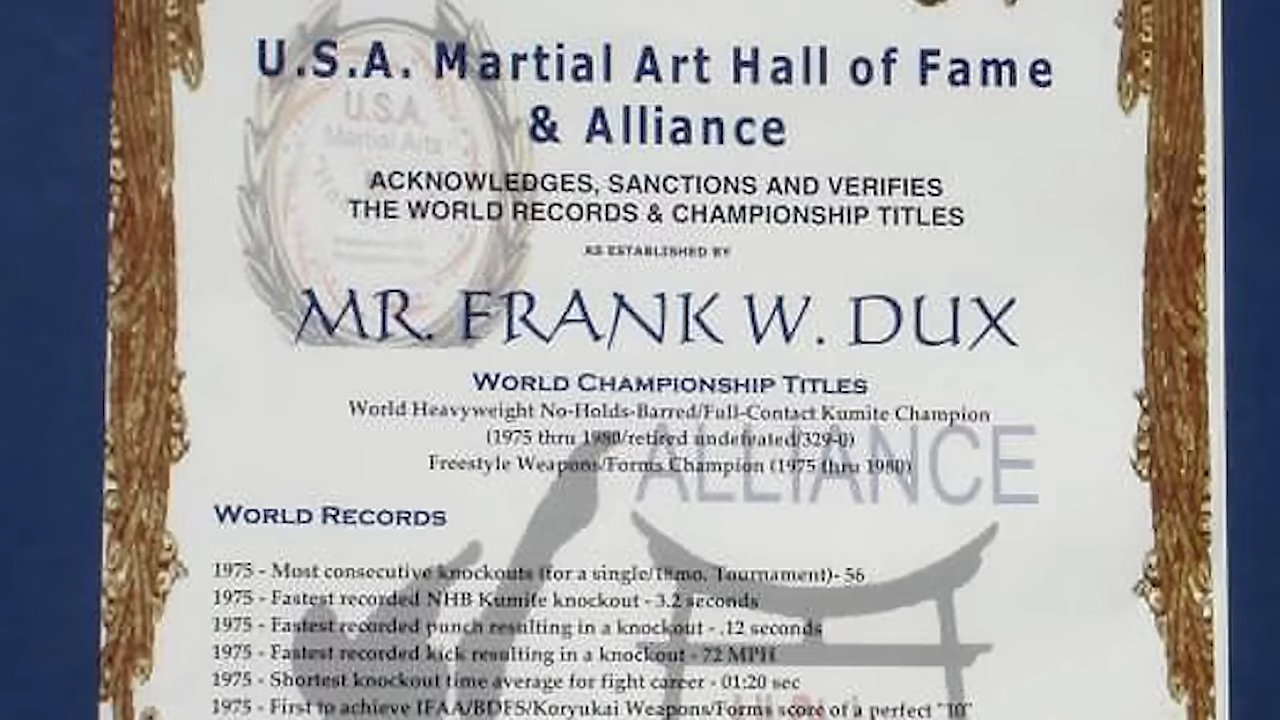 U.S.A. Martial Art Hall of Fame
& Alliance
U.S.A.
Martial Arts
ACKNOWLEDGES, SANCTIONS AND VERIFIES
THE WORLD RECORDS & CHAMPIONSHIP TITLES
AS ESTABLISHED BY
MR. FRANK W. DUX
WORLD CHAMPIONSHIP TITLES
World Heavyweight No-Holds-Barred/Full-Contact Kumite Champion
(1975 thru 1980/retired undefeated/329-0)
Freestyle Weapons/Forms Champion (1975 thru 1980)
ALLIANCE
WORLD RECORDS
1975 - Most consecutive knockouts (for a single/ Tournament)- 56
1975 - Fastest recorded NHB Kumite knockout - 3.2 seconds
1975 - Fastest recorded punch resulting in a knockout - .12 seconds
1975 - Fastest recorded kick resulting in a knockout - 72 MPH
1975 - Shortest knockout time average for fight career - 01:20 sec
1975 - First to achieve IFAA/BDFS/Koryukai Weapons/Forms score of a perfect "10"